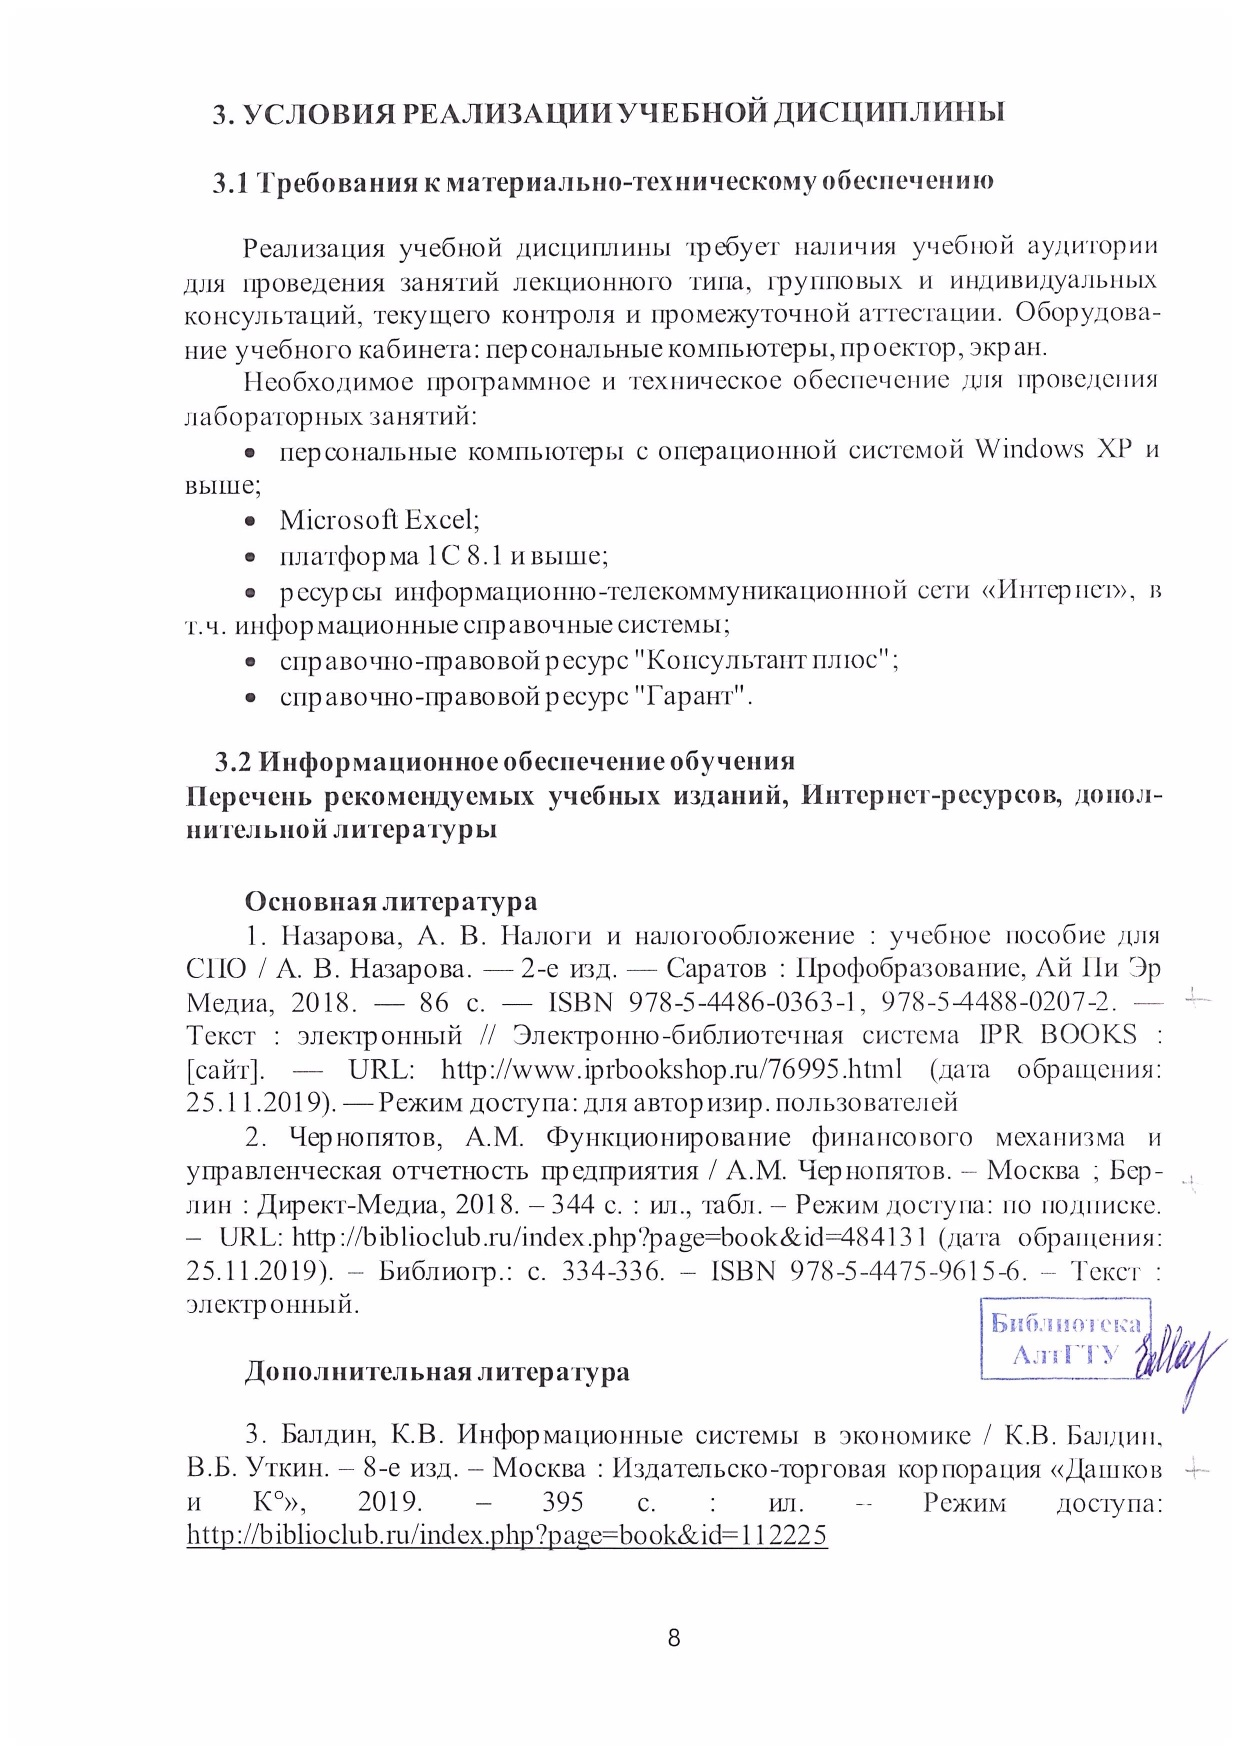 3. УСЛОВИЯ РЕАЛИЗАЦИИ УЧЕБНОЙ ДИСЦИПЛИНЫ
3.1 Требования к материально-техническому обеспечению
Реализация учебной дисциплины требует наличия учебной аудитории
для проведения занятий лекционного типа, групповых и индивидуальных
консультаций, текущего контроля и промежуточной аттестации. Оборудова-
ние учебного кабинета: персональные компьютеры, проектор, экран.
Необходимое программное и техническое обеспечение для проведения
лабораторных занятий:
• персональные компьютеры с операционной системой Windows XP и
выше;
• Microsoft Excel;
• платформа 1С 8.1 и выше;
• ресурсы информационно-телекоммуникационной сети «Интернет», в
т.ч. информационные справочные системы;
• справочно-правовой ресурс "Консультант плюс";
• справочно-правовой ресурс "Гарант".
3.2 Информационное обеспечение обучения
Перечень рекомендуемых учебных изданий, Интернет-ресурсов, допол-
нительной литературы
Основная литература
1. Назарова, А. В. Налоги и налогообложение : учебное пособие для
СПО / А. В. Назарова. — 2-е изд. — Саратов : Профобразование, Ай Пи Эр
Медиа, 2018. — 86 с. — ISBN 978-5-4486-0363-1, 978-5-4488-0207-2. —
Текст : электронный // Электронно-библиотечная система IPR BOOKS :
[сайт]. — URL: http://www.iprbookshop.ru/76995.html (дата обращения:
25.11.2019). — Режим доступа: для авторизир. пользователей
2. Чернопятов, А.М. Функционирование финансового механизма и
управленческая отчетность предприятия / А.М. Чернопятов. – Москва ; Бер-
лин : Директ-Медиа, 2018. – 344 с. : ил., табл. – Режим доступа: по подписке.
– URL: http://biblioclub.ru/index.php?page=book&id=484131 (дата обращения:
25.11.2019). – Библиогр.: с. 334-336. – ISBN 978-5-4475-9615-6. – Текст :
электронный.
Библиотека
АлтГТУ
Дополнительная литература
3. Балдин, К.В. Информационные системы в экономике / К.В. Балдин,
В.Б. Уткин. – 8-е изд. – Москва : Издательско-торговая корпорация «Дашков
и К°», 2019. – 395 с. : ил. -- Режим доступа:
http://biblioclub.ru/index.php?page=book&id=112225
8